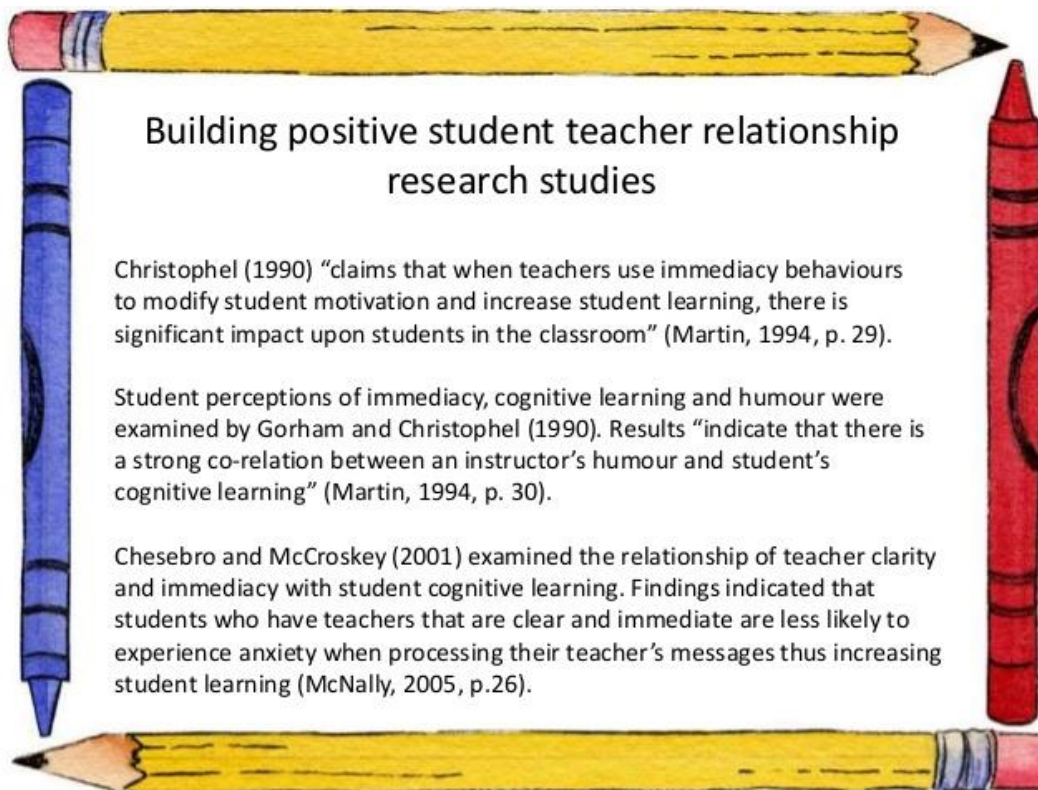 Building positive student teacher relationship
research studies
Christophel (1990) “claims that when teachers use immediacy behaviours
to modify student motivation and increase student learning, there is
significant impact upon students in the classroom” (Martin, 1994, p. 29).
Student perceptions of immediacy, cognitive learning and humour were
examined by Gorham and Christophel (1990). Results “indicate that there is
a strong co-relation between an instructor’s humour and student’s
cognitive learning” (Martin, 1994, p. 30).
Chesebro and McCroskey (2001) examined the relationship of teacher clarity
and immediacy with student cognitive learning. Findings indicated that
students who have teachers that are clear and immediate are less likely to
experience anxiety when processing their teacher’s messages thus increasing
student learning (McNally, 2005, p.26).